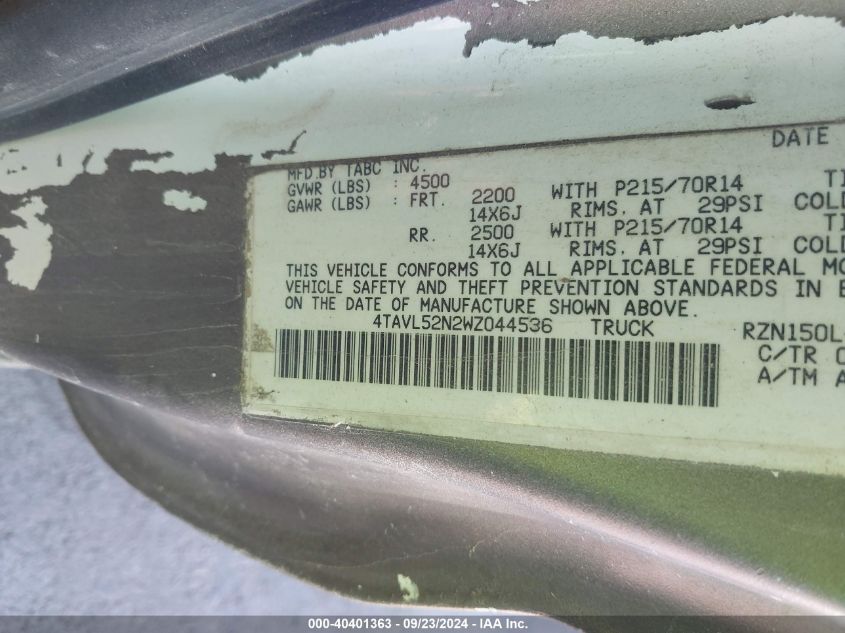 DATE
MFD.BY TABC INC.
GVWR (LBS) : 4500
GAWR (LBS) : FRT. 2200 WITH P215/70R14 TI
14X6J RIMS. AT 29PSI COLD
RR. 2500 WITH P215/70R14 TI
14X6J RIMS. AT 29PSI COLD
THIS VEHICLE CONFORMS TO ALL APPLICABLE FEDERAL MO
VEHICLE SAFETY AND THEFT PREVENTION STANDARDS IN E
ON THE DATE OF MANUFACTURE SHOWN ABOVE.
4TAVL52N2WZ044536 TRUCK RZN150L
C/TR 0
A/TM A
000-40401363 - 09/23/2024 - IAA Inc.